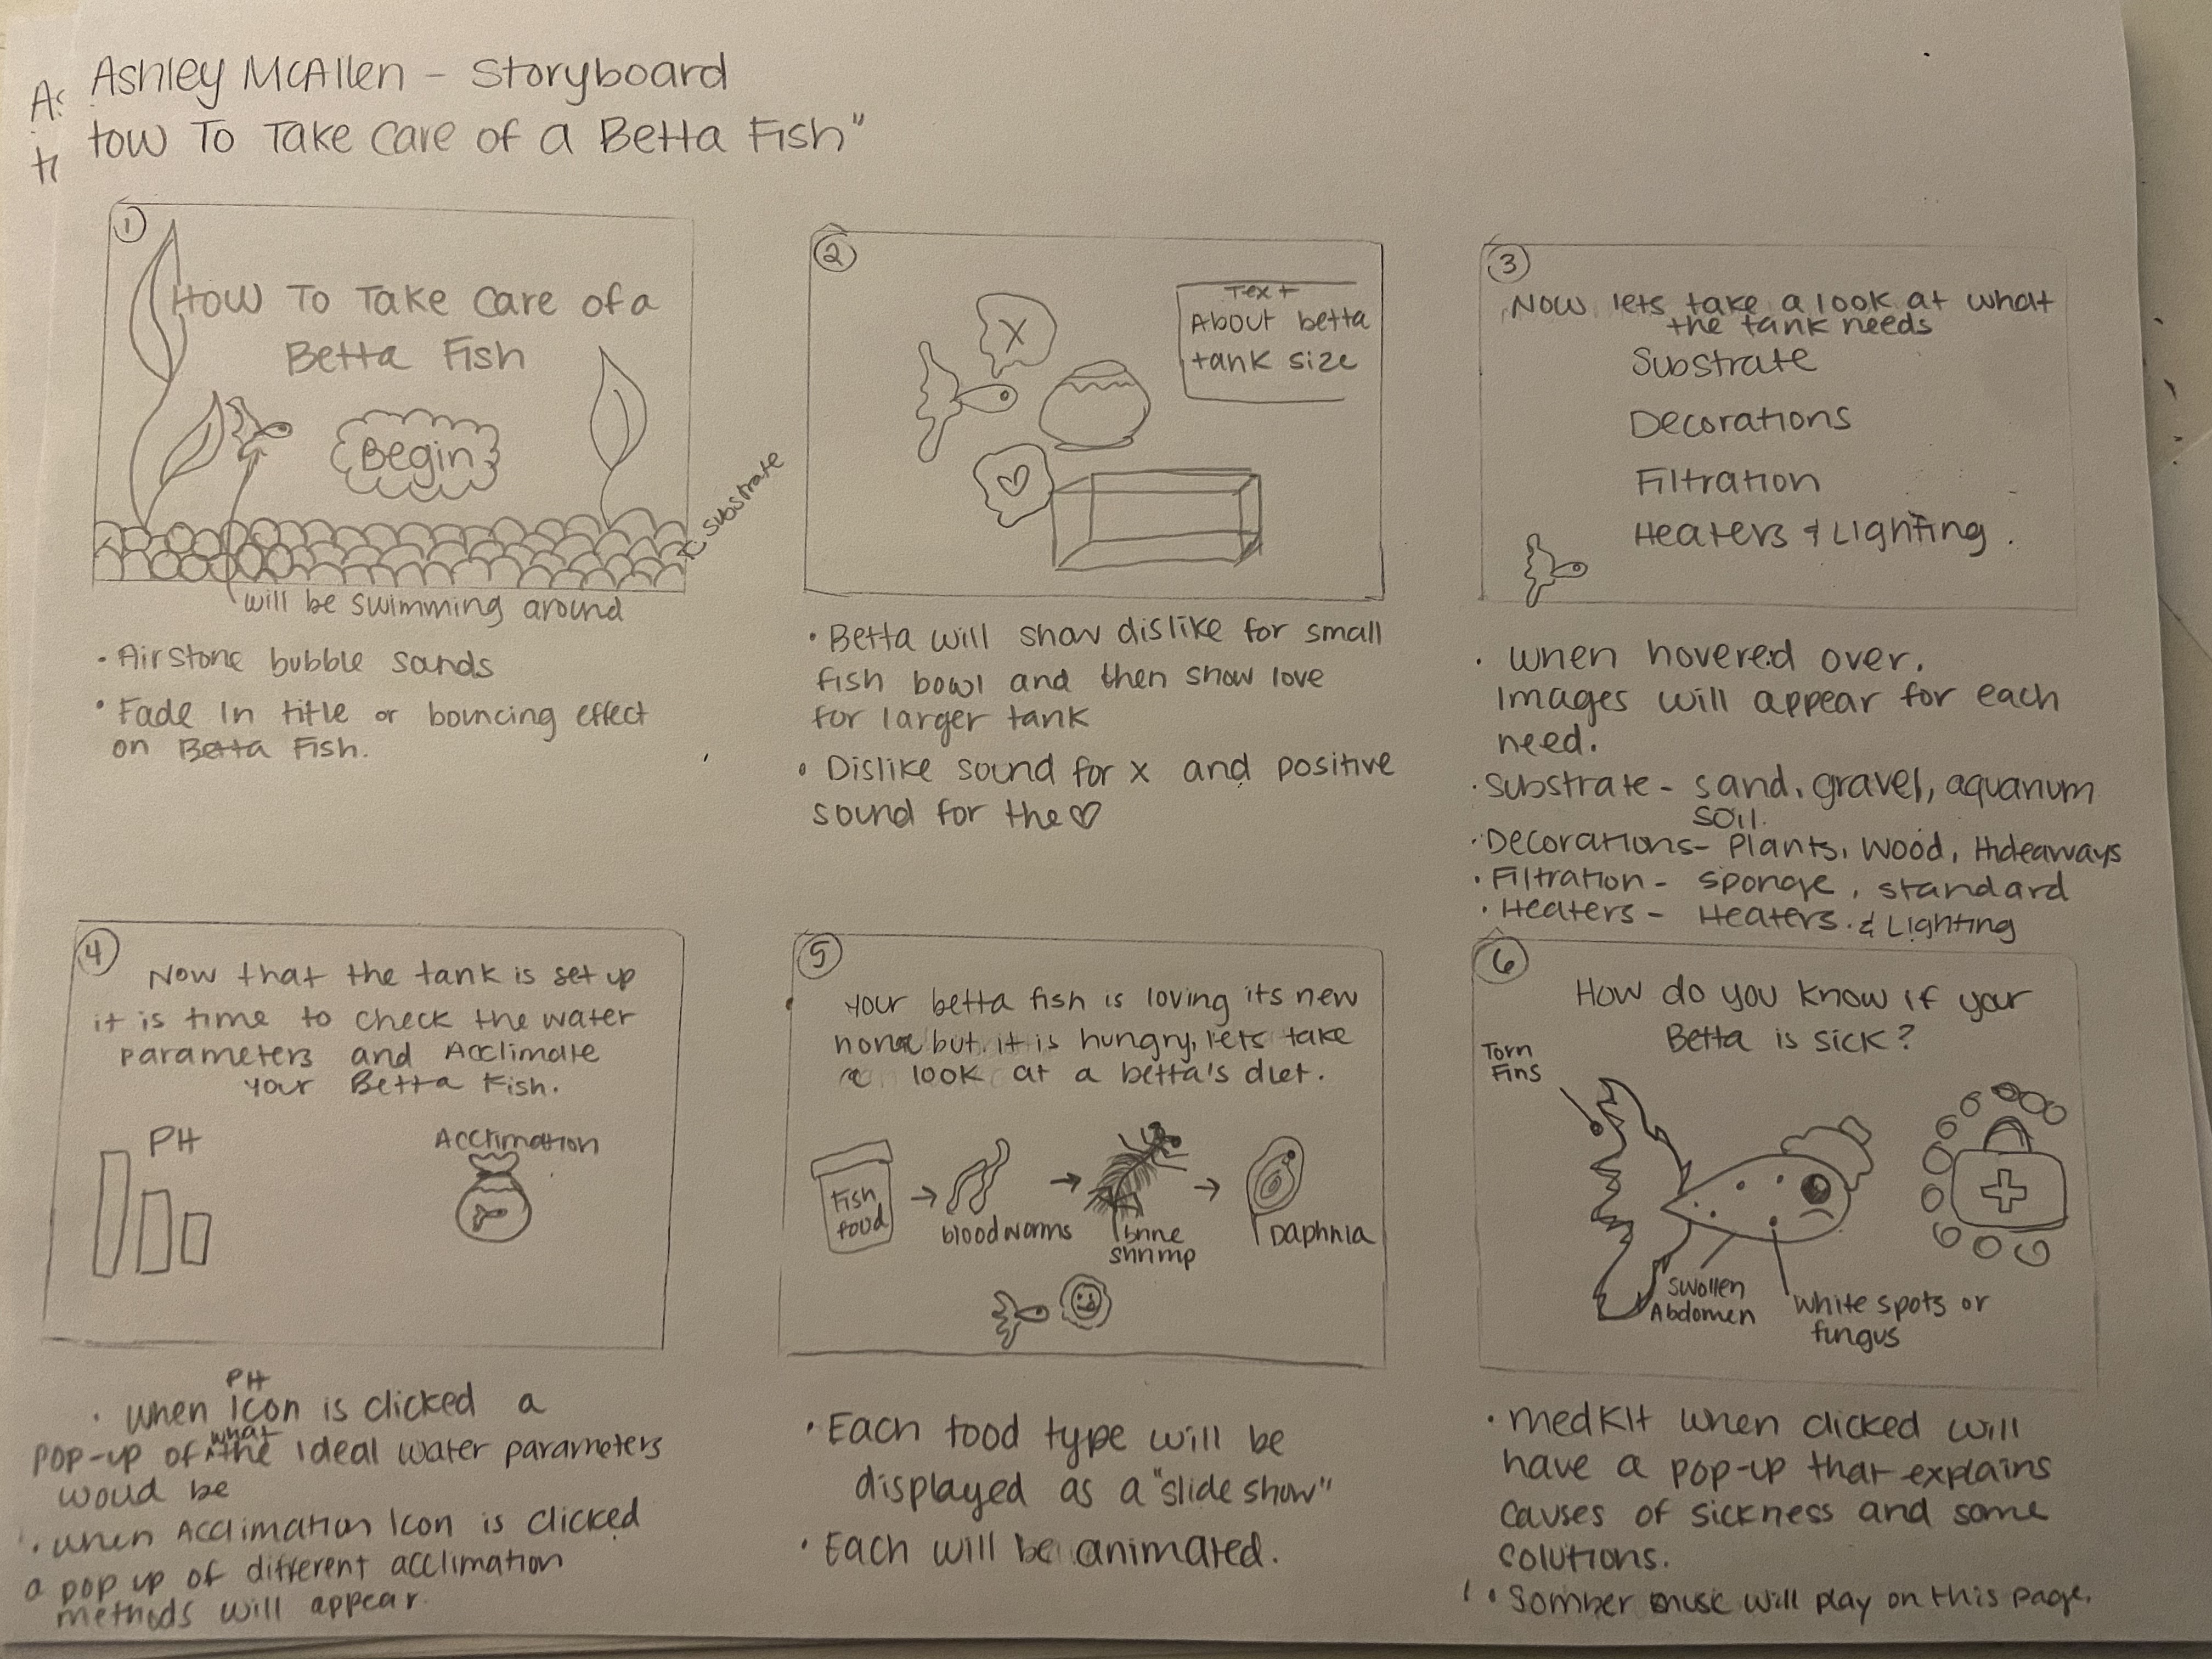 Ashley McAllen - Storyboard
tow To Take Care of a Betta Fish"
As
ti
1
How To Take Care of a
Betta Fish
Begin
Substrate
will be swimming around
• Airstone bubble sands
• Fade In title or bouncing effect
on Betta Fish.
2
X
Text
About betta
tank size
• Betta will show dislike for small
fish bowl and then show love
for larger tank
• Dislike sound for x and positive
sound for the ♡
3
Now lets take a look at what
the tank needs
Substrate
Decorations
Filtration
Heaters & Lighting.
• When hovered over.
Images will appear for each
need.
• Substrate - sand, gravel, aquarium
soil.
• Decorations - Plants, Wood, Hideaways
• Filtration - sponge, standard
• Heaters - Heaters. & Lighting
4
Now that the tank is set up
it is time to check the water
parameters and Acclimate
your Betta Fish.
PH
Acclimation
PH
• When Icon is clicked a
what
pop-up of the ideal water parameters
woud be
• when Acclimation Icon is clicked
a pop up of different acclimation
methods will appear.
5
• your betta fish is loving its new
home but it is hungry, lets take
a look at a betta's diet.
Fish
food
bloodworms
brine
shrimp
Daphnia
• Each food type will be
displayed as a "slide show"
• Each will be animated.
6
How do you know if your
Betta is sick?
Torn
Fins
Swollen
Abdomen
white spots or
fungus
• medkit when clicked will
have a pop-up that explains
causes of sickness and some
solutions.
• Somber music will play on this page.